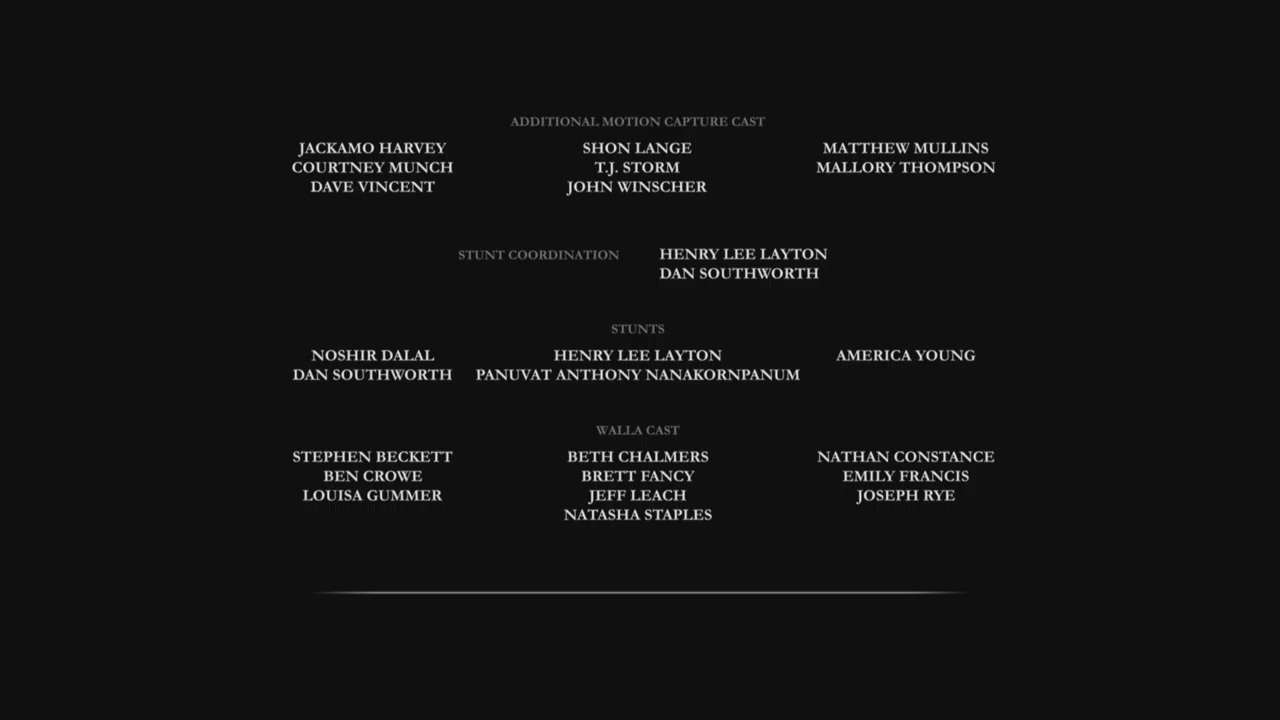 ADDITIONAL MOTION CAPTURE CAST
JACKAMO HARVEY SHON LANGE MATTHEW MULLINS
COURTNEY MUNCH T.J. STORM MALLORY THOMPSON
DAVE VINCENT JOHN WINSCHER
STUNT COORDINATION HENRY LEE LAYTON
DAN SOUTHWORTH
STUNTS
NOSHIR DALAL HENRY LEE LAYTON AMERICA YOUNG
DAN SOUTHWORTH PANUVAT ANTHONY NANAKORNPANUM
WALLA CAST
STEPHEN BECKETT BETH CHALMERS NATHAN CONSTANCE
BEN CROWE BRETT FANCY EMILY FRANCIS
LOUISA GUMMER JEFF LEACH JOSEPH RYE
NATASHA STAPLES